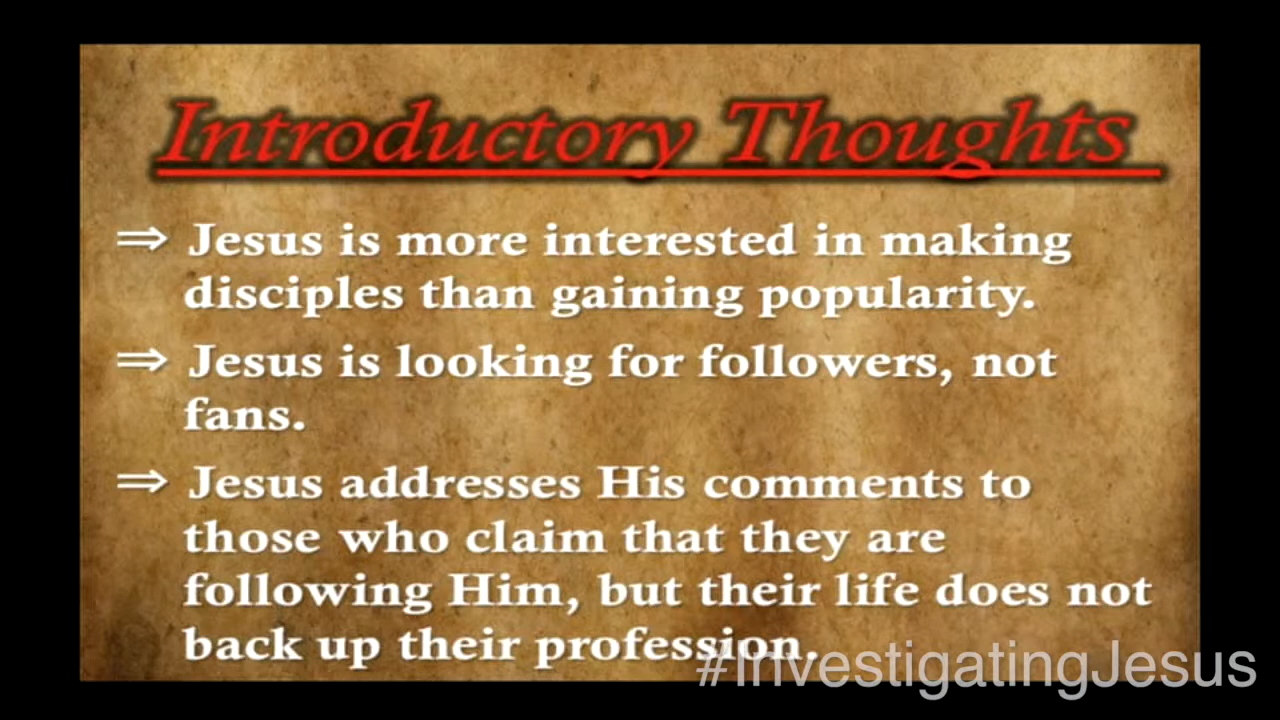 Introductory Thoughts
⇒ Jesus is more interested in making
disciples than gaining popularity.
⇒ Jesus is looking for followers, not
fans.
⇒ Jesus addresses His comments to
those who claim that they are
following Him, but their life does not
back up their profession.
#InvestigatingJesus